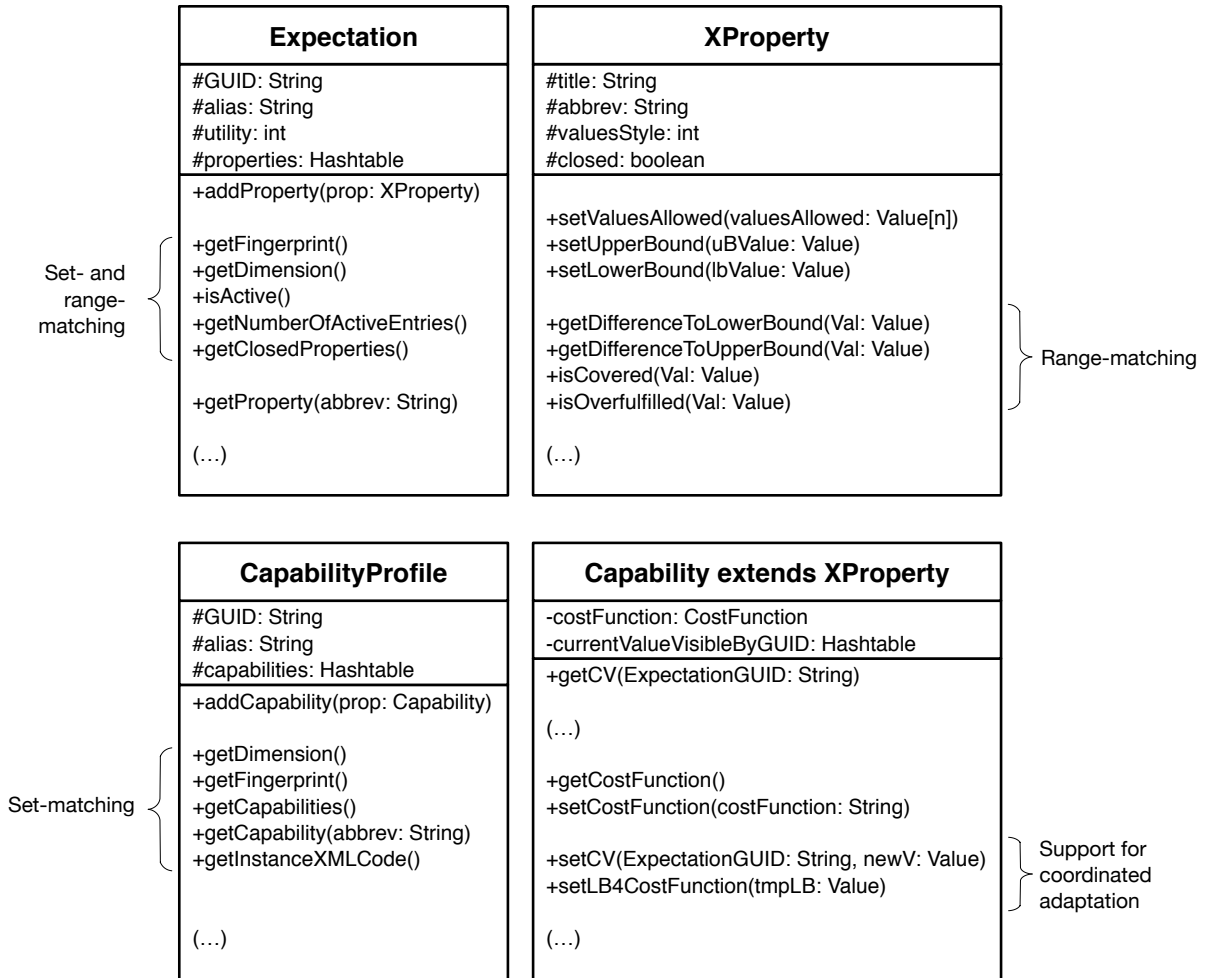 Expectation
#GUID: String
#alias: String
#utility: int
#properties: Hashtable
+addProperty(prop: XProperty)
+getFingerprint()
+getDimension()
+isActive()
+getNumberOfActiveEntries()
+getClosedProperties()
+getProperty(abbrev: String)
(…)
Set- and
range-
matching
XProperty
#title: String
#abbrev: String
#valuesStyle: int
#closed: boolean
+setValuesAllowed(valuesAllowed: Value[n])
+setUpperBound(uBValue: Value)
+setLowerBound(lbValue: Value)
+getDifferenceToLowerBound(Val: Value)
+getDifferenceToUpperBound(Val: Value)
+isCovered(Val: Value)
+isOverfulfilled(Val: Value)
(…)
Range-matching
CapabilityProfile
#GUID: String
#alias: String
#capabilities: Hashtable
+addCapability(prop: Capability)
+getDimension()
+getFingerprint()
+getCapabilities()
+getCapability(abbrev: String)
+getInstanceXMLCode()
(…)
Set-matching
Capability extends XProperty
-costFunction: CostFunction
-currentValueVisibleByGUID: Hashtable
+getCV(ExpectationGUID: String)
(…)
+getCostFunction()
+setCostFunction(costFunction: String)
+setCV(ExpectationGUID: String, newV: Value)
+setLB4CostFunction(tmpLB: Value)
(…)
Support for
coordinated
adaptation